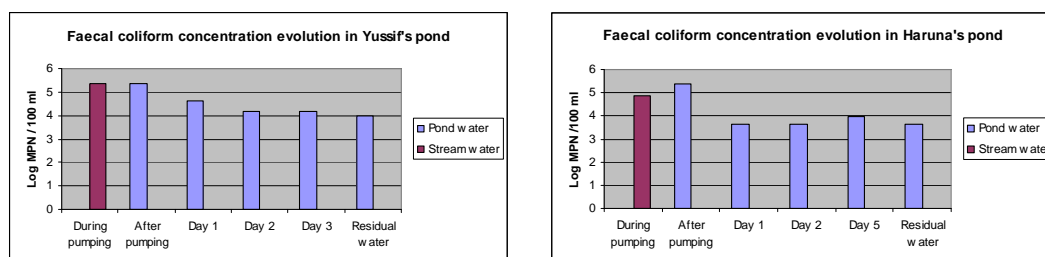 Faecal coliform concentration evolution in Yussif's pond
6
5
4
3
2
1
0
Log MPN / 100 ml
During pumping
After pumping
Day 1
Day 2
Day 3
Residual water
Pond water
Stream water
Faecal coliform concentration evolution in Haruna's pond
6
5
4
3
2
1
0
Log MPN /100 ml
During pumping
After pumping
Day 1
Day 2
Day 5
Residual water
Pond water
Stream water